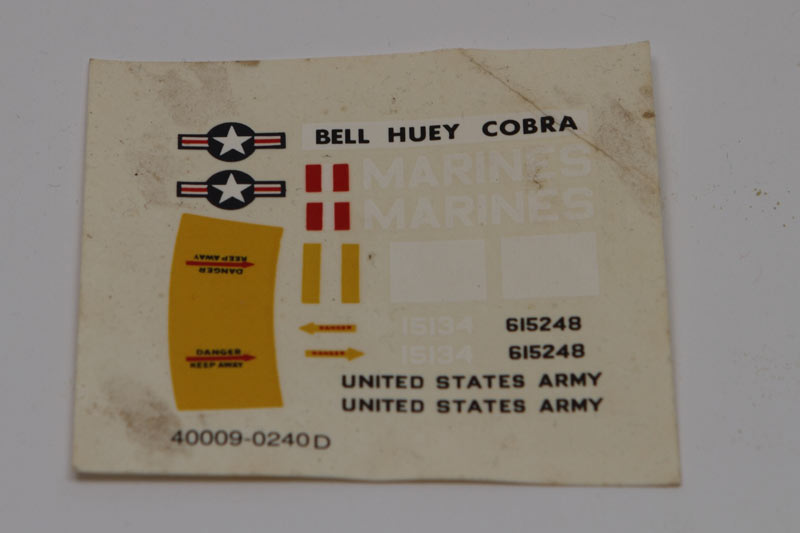 BELL HUEY COBRA
MARINES
MARINES
DANGER
KEEP AWAY
DANGER
15134 615248
DANGER
KEEP AWAY
DANGER
15134 615248
UNITED STATES ARMY
UNITED STATES ARMY
40009-0240D